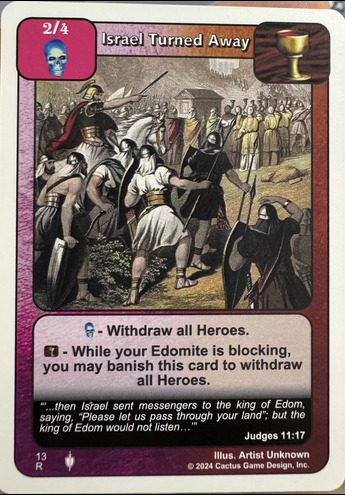 2/4
Israel Turned Away
- Withdraw all Heroes.
- While your Edomite is blocking,
you may banish this card to withdraw
all Heroes.
"'...then Israel sent messengers to the king of Edom,
saying, "Please let us pass through your land"; but the
king of Edom would not listen...'"
Judges 11:17
13
R
Illus. Artist Unknown
© 2024 Cactus Game Design, Inc.